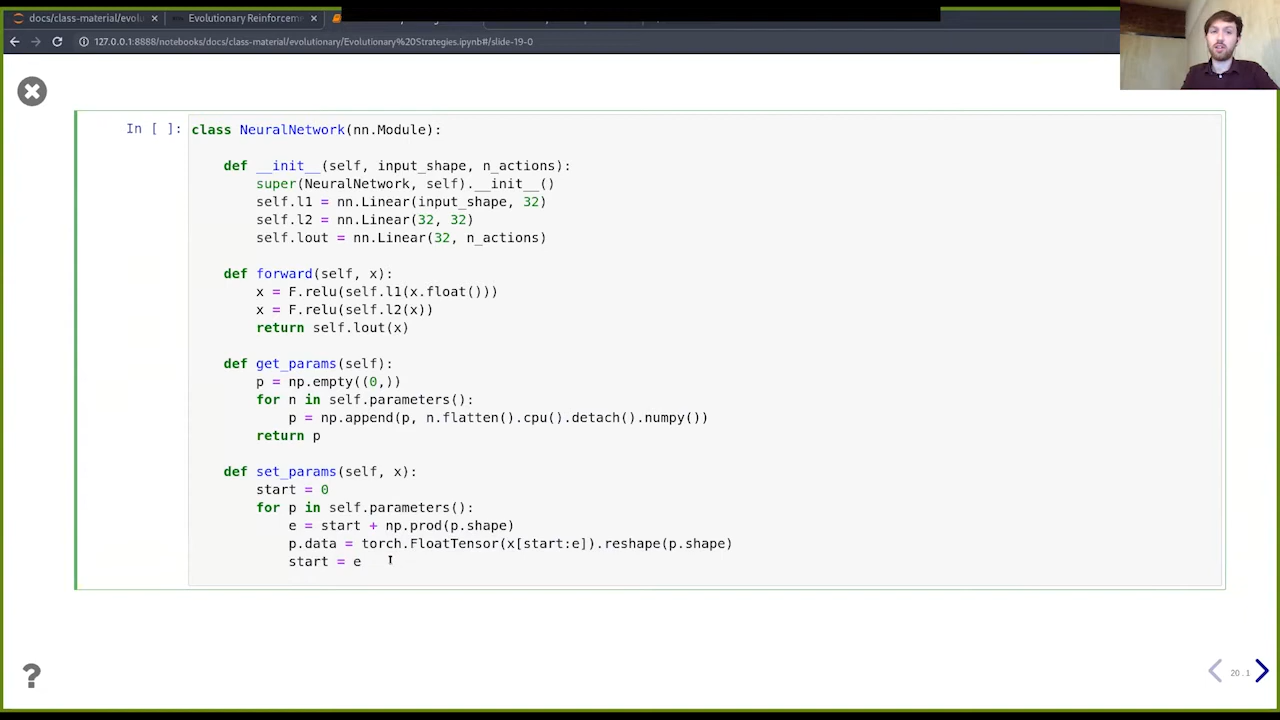 docs/class-material/evolu
Evolutionary Reinforcem
127.0.0.1:8888/notebooks/docs/class-material/evolutionary/Evolutionary%20Strategies.ipynb#/slide-19-0
In [ ]:
class NeuralNetwork(nn.Module):
def __init__(self, input_shape, n_actions):
super(NeuralNetwork, self).__init__()
self.l1 = nn.Linear(input_shape, 32)
self.l2 = nn.Linear(32, 32)
self.lout = nn.Linear(32, n_actions)
def forward(self, x):
x = F.relu(self.l1(x.float()))
x = F.relu(self.l2(x))
return self.lout(x)
def get_params(self):
p = np.empty((0,))
for n in self.parameters():
p = np.append(p, n.flatten().cpu().detach().numpy())
return p
def set_params(self, x):
start = 0
for p in self.parameters():
e = start + np.prod(p.shape)
p.data = torch.FloatTensor(x[start:e]).reshape(p.shape)
start = e
?
20.1